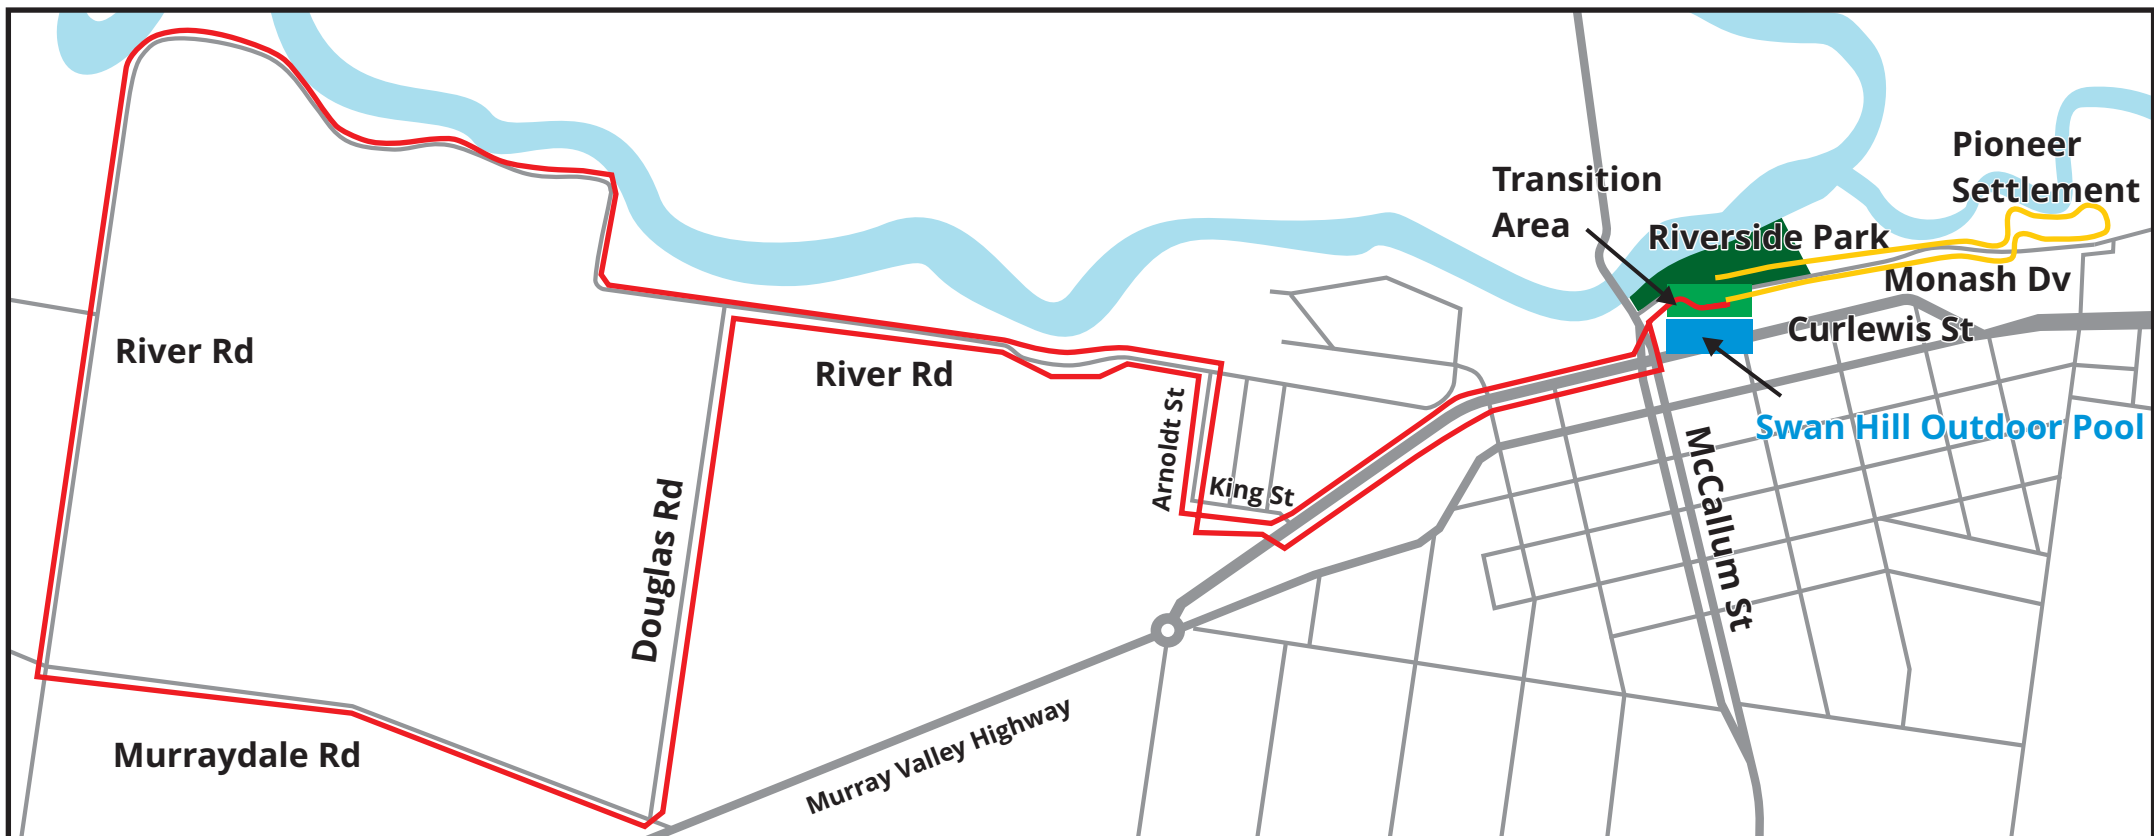 Pioneer
Settlement
Transition
Area
Riverside Park
Monash Dv
Curlewis St
River Rd
River Rd
Arnoldt St
King St
Swan Hill Outdoor Pool
McCallum St
Douglas Rd
Murraydale Rd
Murray Valley Highway